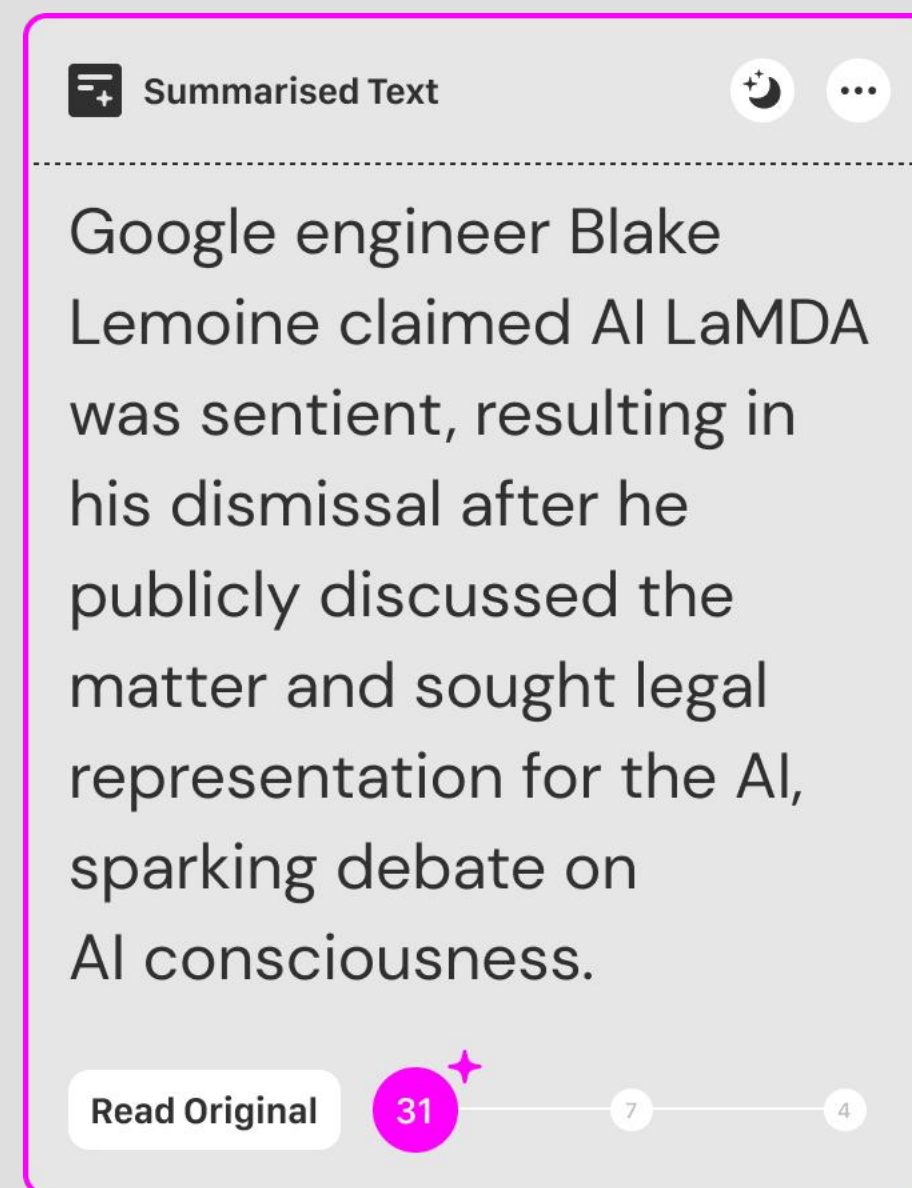 Summarised Text
Google engineer Blake
Lemoine claimed AI LaMDA
was sentient, resulting in
his dismissal after he
publicly discussed the
matter and sought legal
representation for the AI,
sparking debate on
AI consciousness.
Read Original 31 7 4